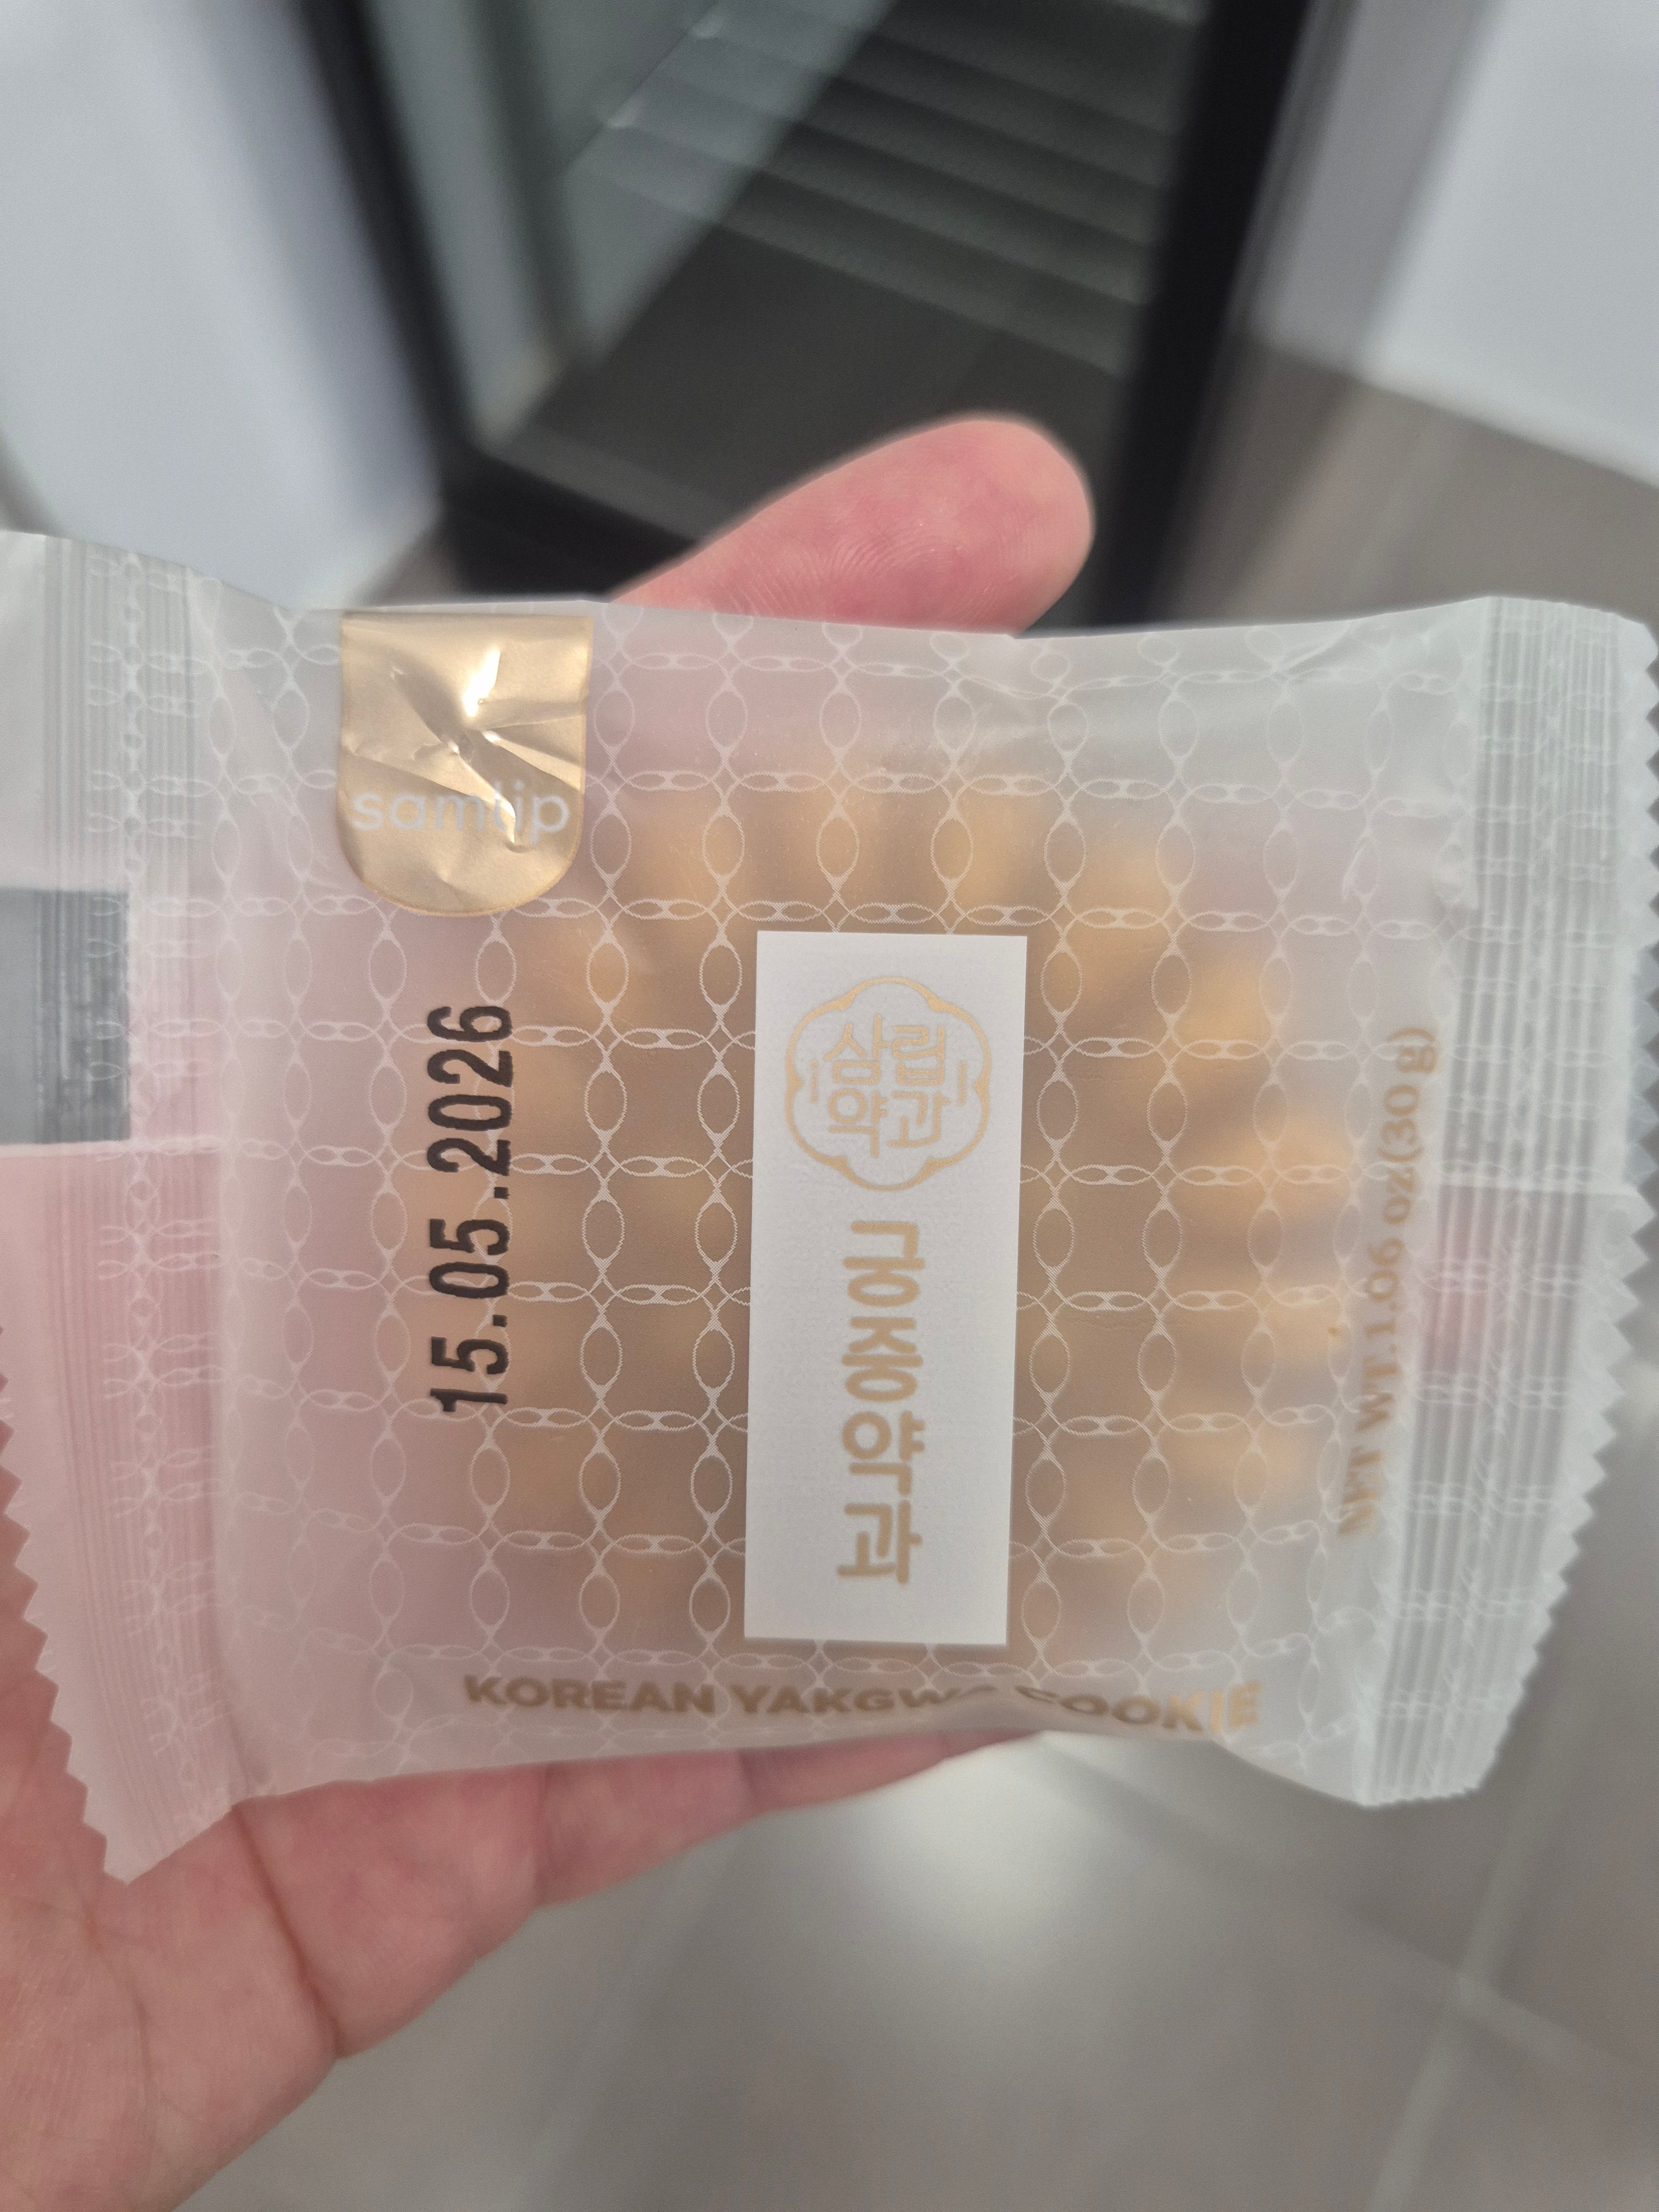 samlip
15.05.2026
삼립
약과
궁중약과
NET WT.1.06 oz(30 g)
KOREAN YAKGWA COOKIE